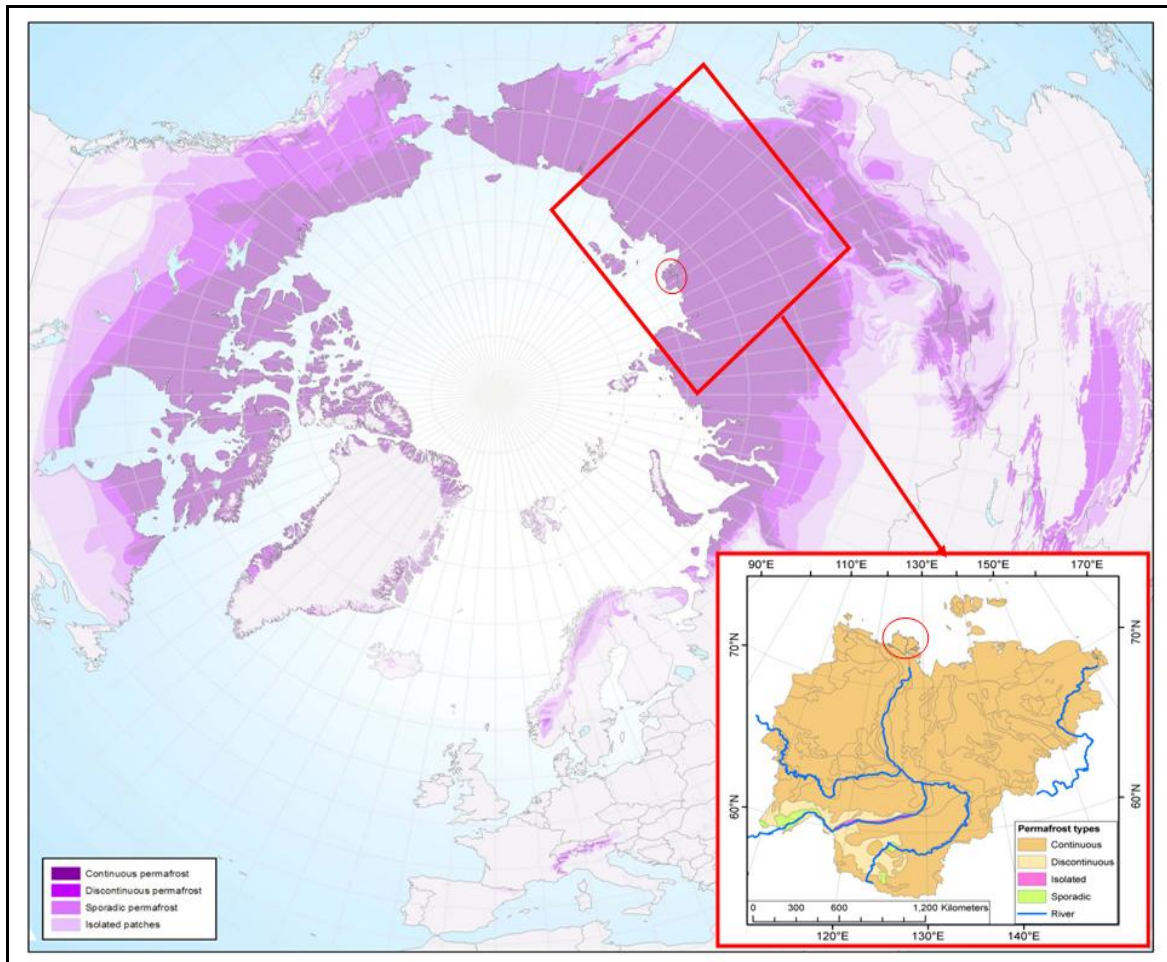 Continuous permafrost
Discontinuous permafrost
Sporadic permafrost
Isolated patches
90°E 110°E 130°E 150°E 170°E
70°N 70°N
60°N 60°N
Permafrost types
Continuous
Discontinuous
Isolated
Sporadic
River
0 300 600 1,200 Kilometers
120°E 130°E 140°E